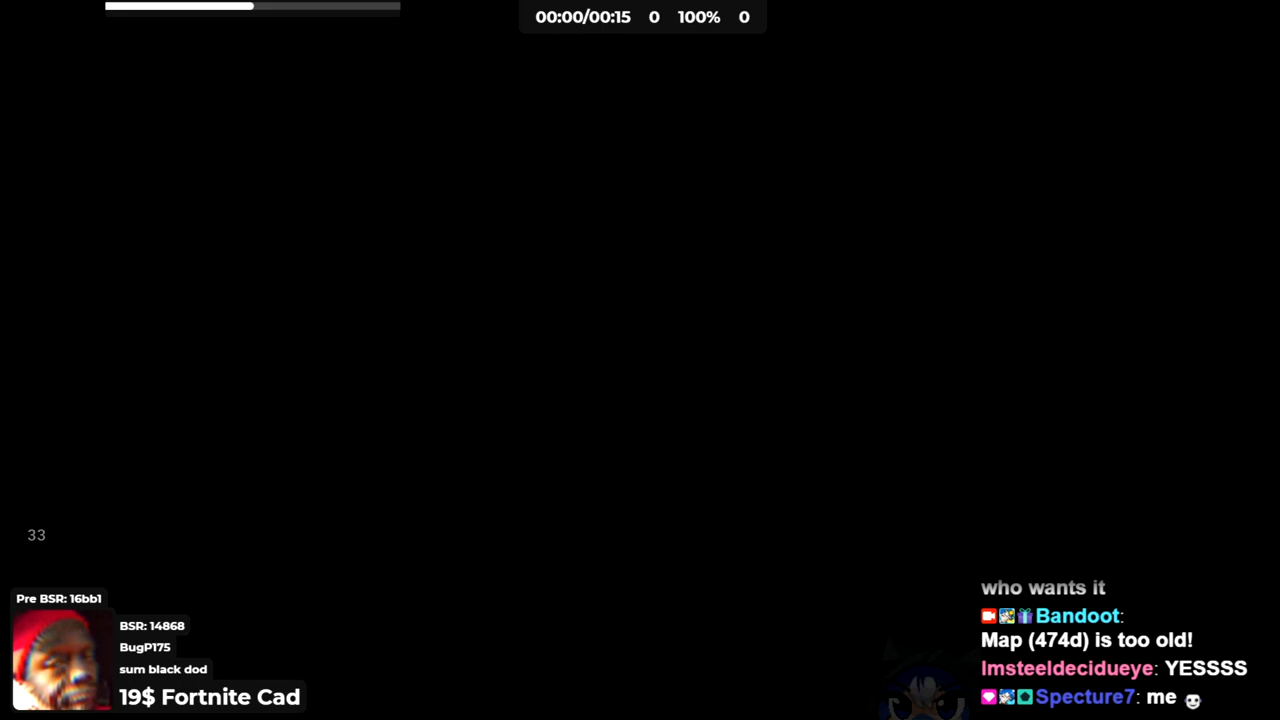 00:00/00:15 0 100% 0
33
Pre BSR: 16bb1
BSR: 14868
BugP175
sum black dod
19$ Fortnite Cad
who wants it
Bandoot:
Map (474d) is too old!
Imsteeldecidueye: YESSSS
Specture7: me